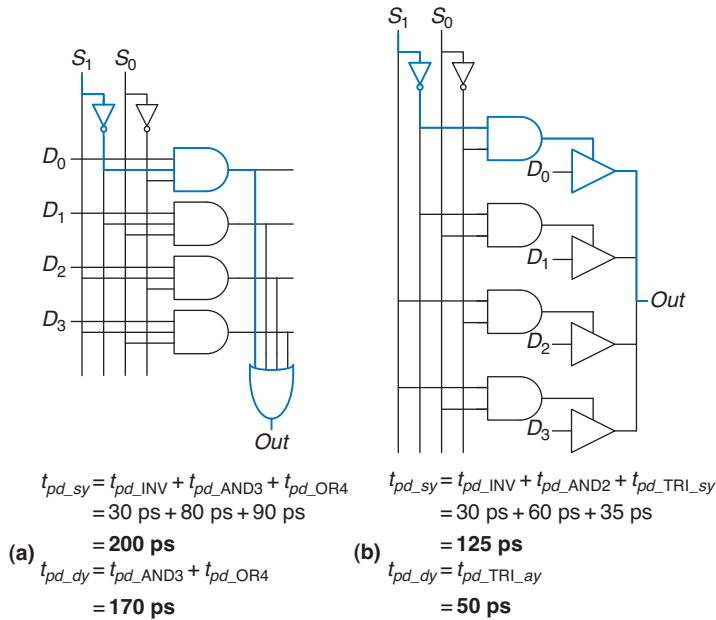 S1 S0
D0
D1
D2
D3
Out
tpd_sy = tpd_INV + tpd_AND3 + tpd_OR4
= 30 ps + 80 ps + 90 ps
= 200 ps
(a)
tpd_dy = tpd_AND3 + tpd_OR4
= 170 ps
S1 S0
D0
D1
Out
D2
D3
tpd_sy = tpd_INV + tpd_AND2 + tpd_TRI_sy
= 30 ps + 60 ps + 35 ps
= 125 ps
(b)
tpd_dy = tpd_TRI_ay
= 50 ps